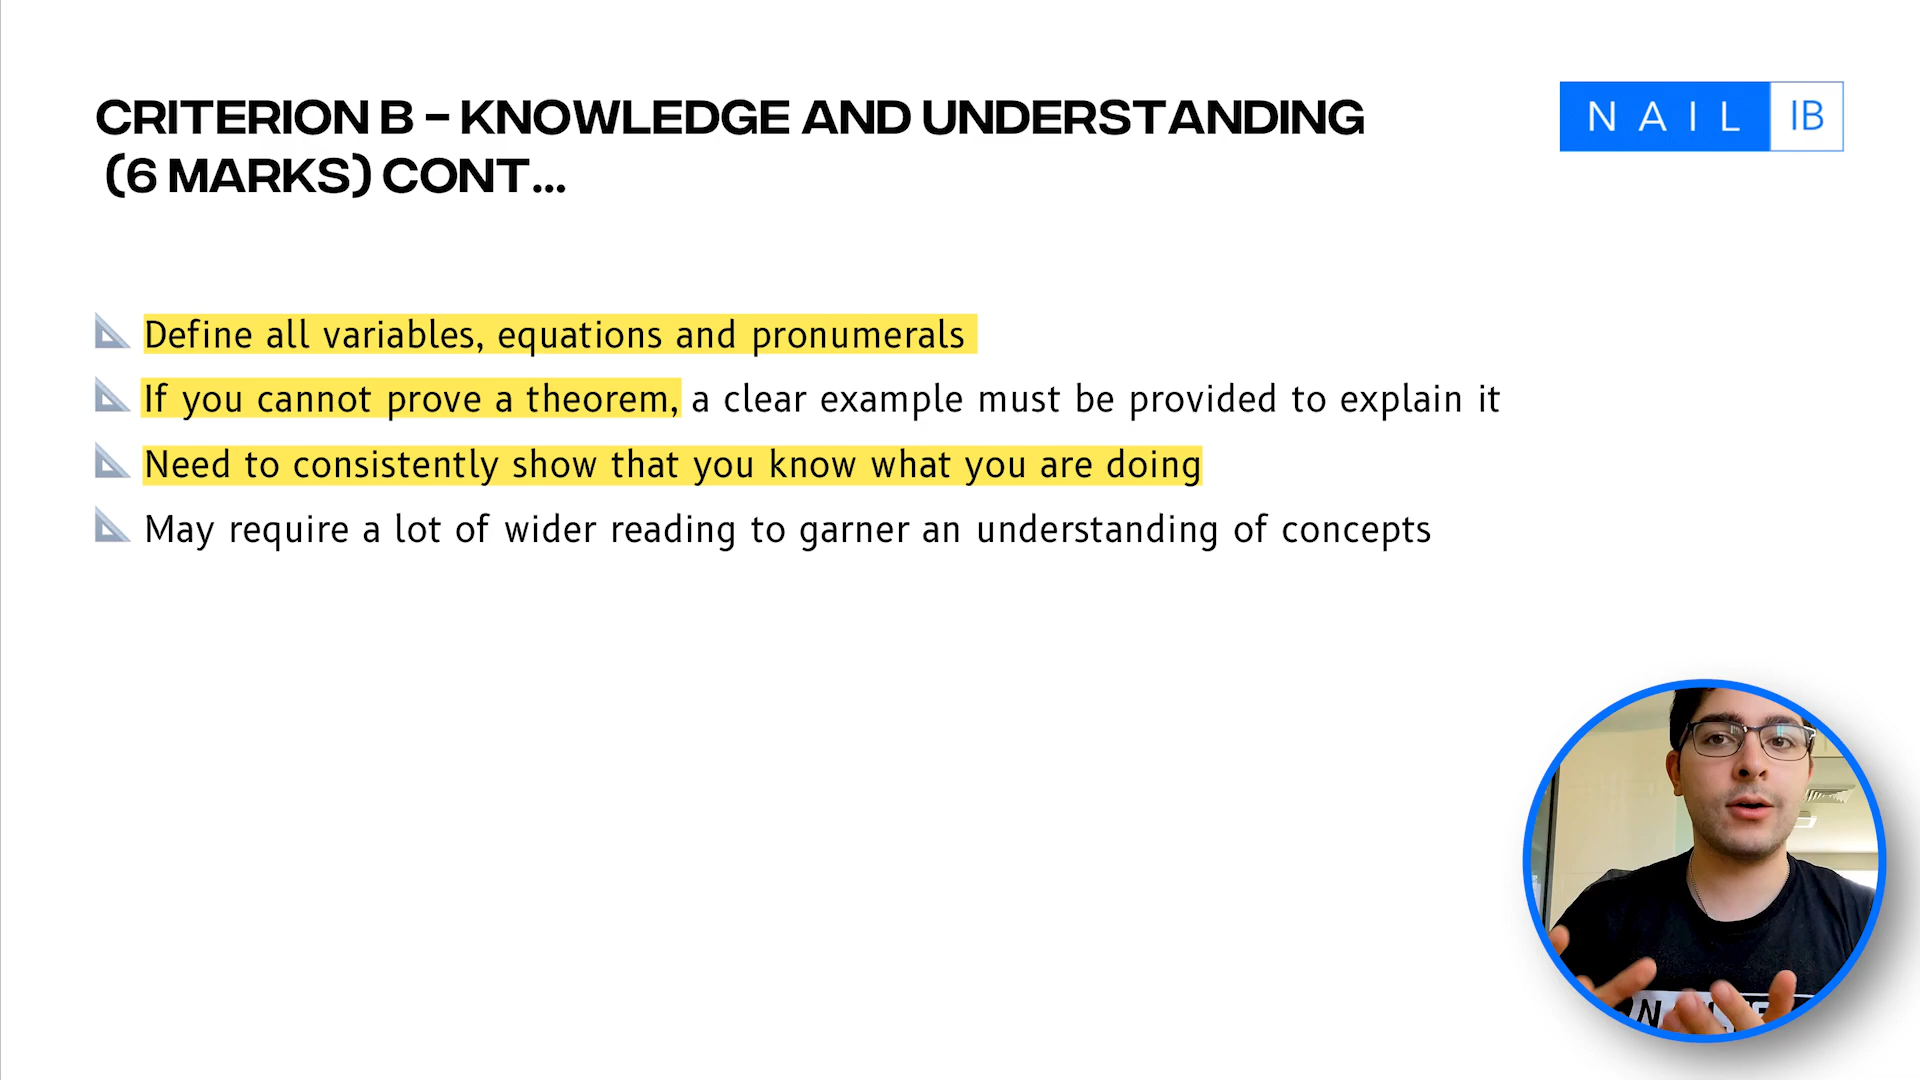 CRITERION B – KNOWLEDGE AND UNDERSTANDING
(6 MARKS) CONT...
NAIL IB
Define all variables, equations and pronumerals
If you cannot prove a theorem, a clear example must be provided to explain it
Need to consistently show that you know what you are doing
May require a lot of wider reading to garner an understanding of concepts